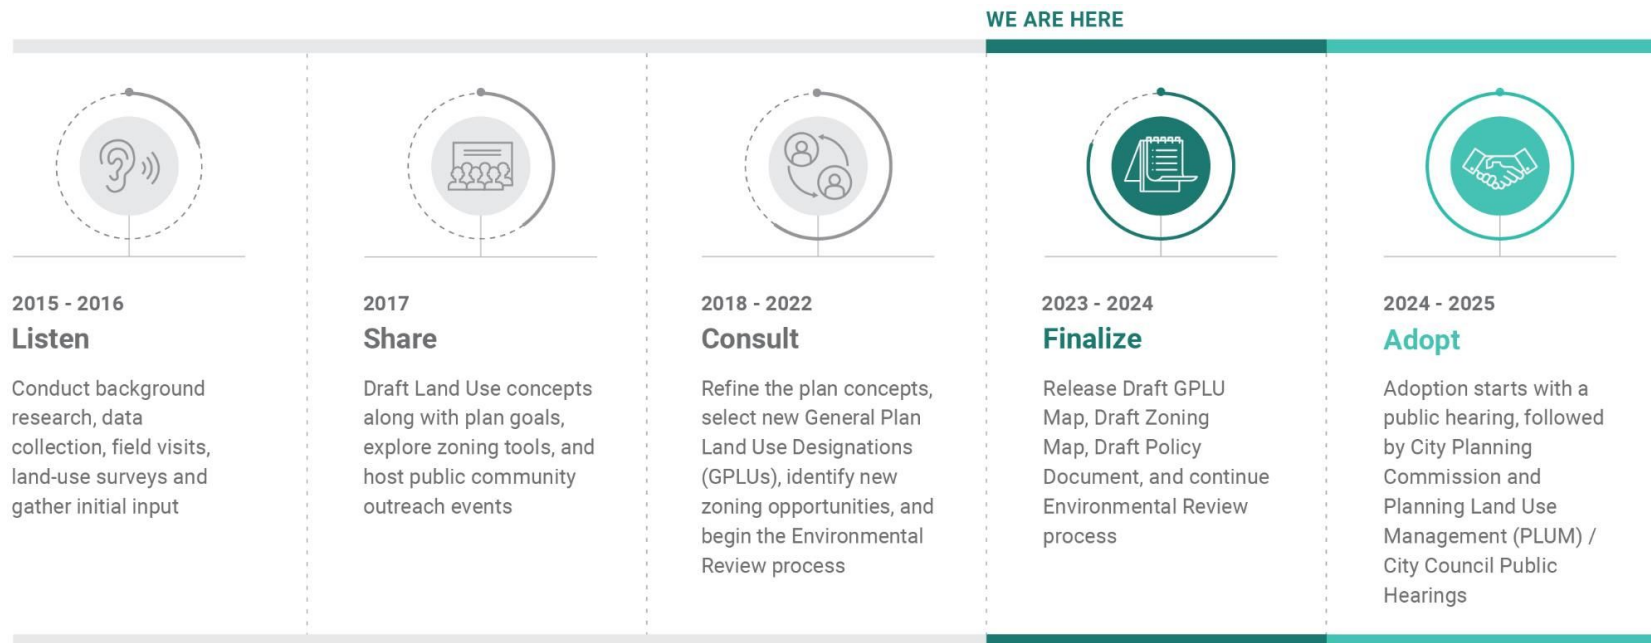 WE ARE HERE
2015 - 2016
Listen
Conduct background
research, data
collection, field visits,
land-use surveys and
gather initial input
2017
Share
Draft Land Use concepts
along with plan goals,
explore zoning tools, and
host public community
outreach events
2018 - 2022
Consult
Refine the plan concepts,
select new General Plan
Land Use Designations
(GPLUs), identify new
zoning opportunities, and
begin the Environmental
Review process
2023 - 2024
Finalize
Release Draft GPLU
Map, Draft Zoning
Map, Draft Policy
Document, and continue
Environmental Review
process
2024 - 2025
Adopt
Adoption starts with a
public hearing, followed
by City Planning
Commission and
Planning Land Use
Management (PLUM) /
City Council Public
Hearings